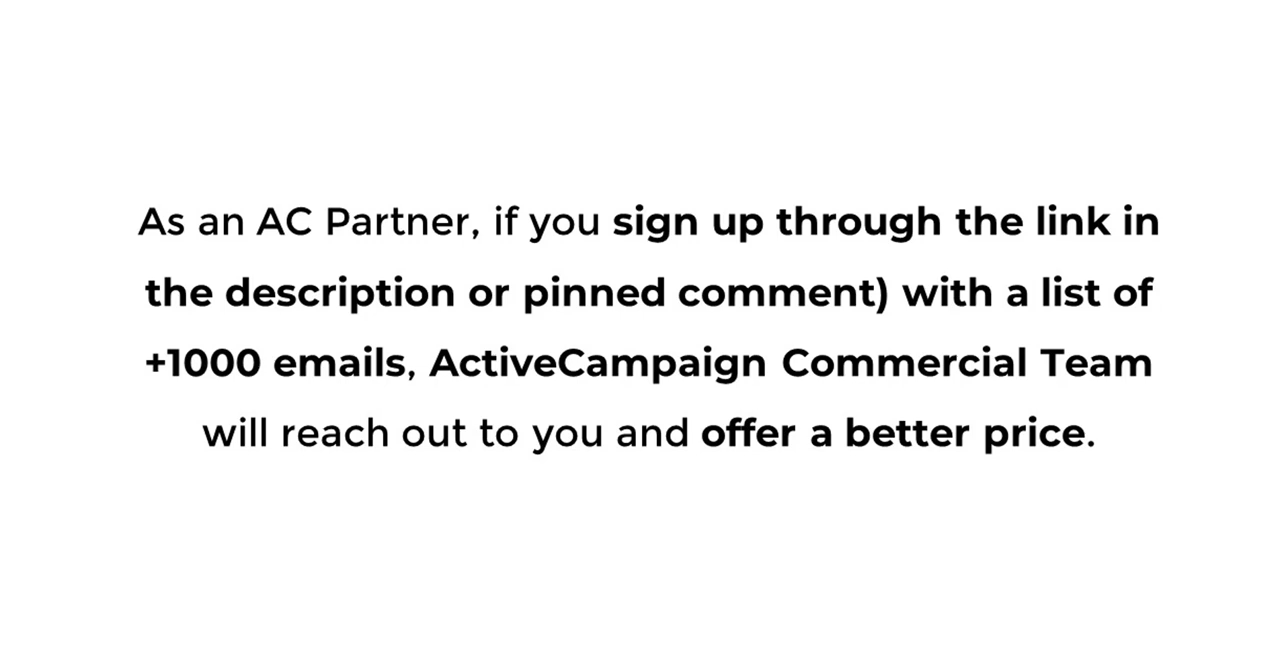 As an AC Partner, if you sign up through the link in
the description or pinned comment) with a list of
+1000 emails, ActiveCampaign Commercial Team
will reach out to you and offer a better price.